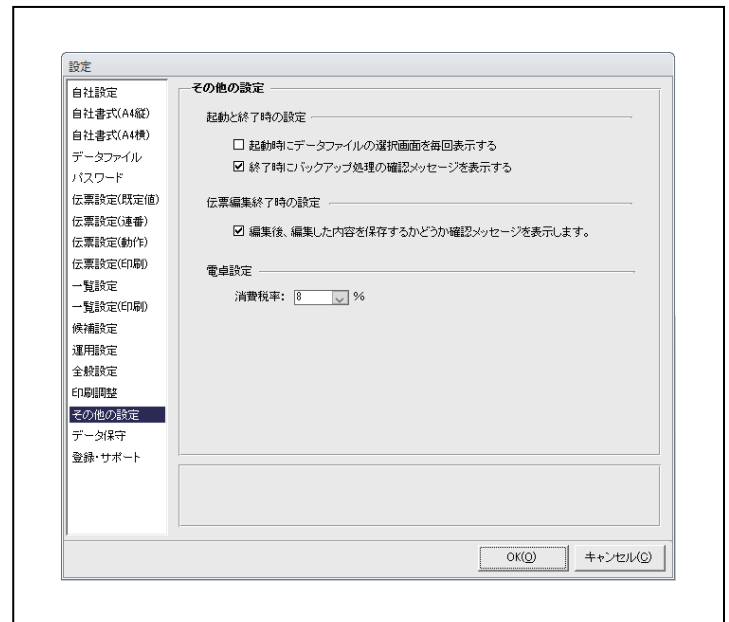 設定
自社設定
自社書式(A4縦)
自社書式(A4横)
データファイル
パスワード
伝票設定(既定値)
伝票設定(連番)
伝票設定(動作)
伝票設定(印刷)
一覧設定
一覧設定(印刷)
候補設定
運用設定
全般設定
印刷調整
その他の設定
データ保守
登録・サポート
その他の設定
起動と終了時の設定
起動時にデータファイルの選択画面を毎回表示する
終了時にバックアップ処理の確認メッセージを表示する
伝票編集終了時の設定
編集後、編集した内容を保存するかどうか確認メッセージを表示します。
電卓設定
消費税率: 8 %
OK(O) キャンセル(C)